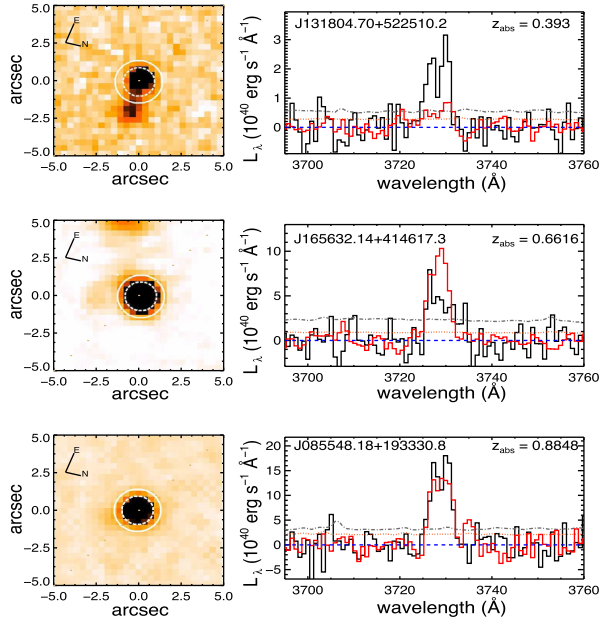 J131804.70+522510.2 z_abs = 0.393
E
N
arcsec
5.0
2.5
0.0
−2.5
−5.0
−5.0 −2.5 0.0 2.5 5.0
arcsec
L_λ (10^40 erg s^−1 Å^−1)
3
2
1
0
3700 3720 3740 3760
wavelength (Å)
J165632.14+414617.3 z_abs = 0.6616
E
N
arcsec
5.0
2.5
0.0
−2.5
−5.0
−5.0 −2.5 0.0 2.5 5.0
arcsec
L_λ (10^40 erg s^−1 Å^−1)
10
5
0
3700 3720 3740 3760
wavelength (Å)
J085548.18+193330.8 z_abs = 0.8848
E
N
arcsec
5.0
2.5
0.0
−2.5
−5.0
−5.0 −2.5 0.0 2.5 5.0
arcsec
L_λ (10^40 erg s^−1 Å^−1)
20
15
10
5
0
−5
3700 3720 3740 3760
wavelength (Å)